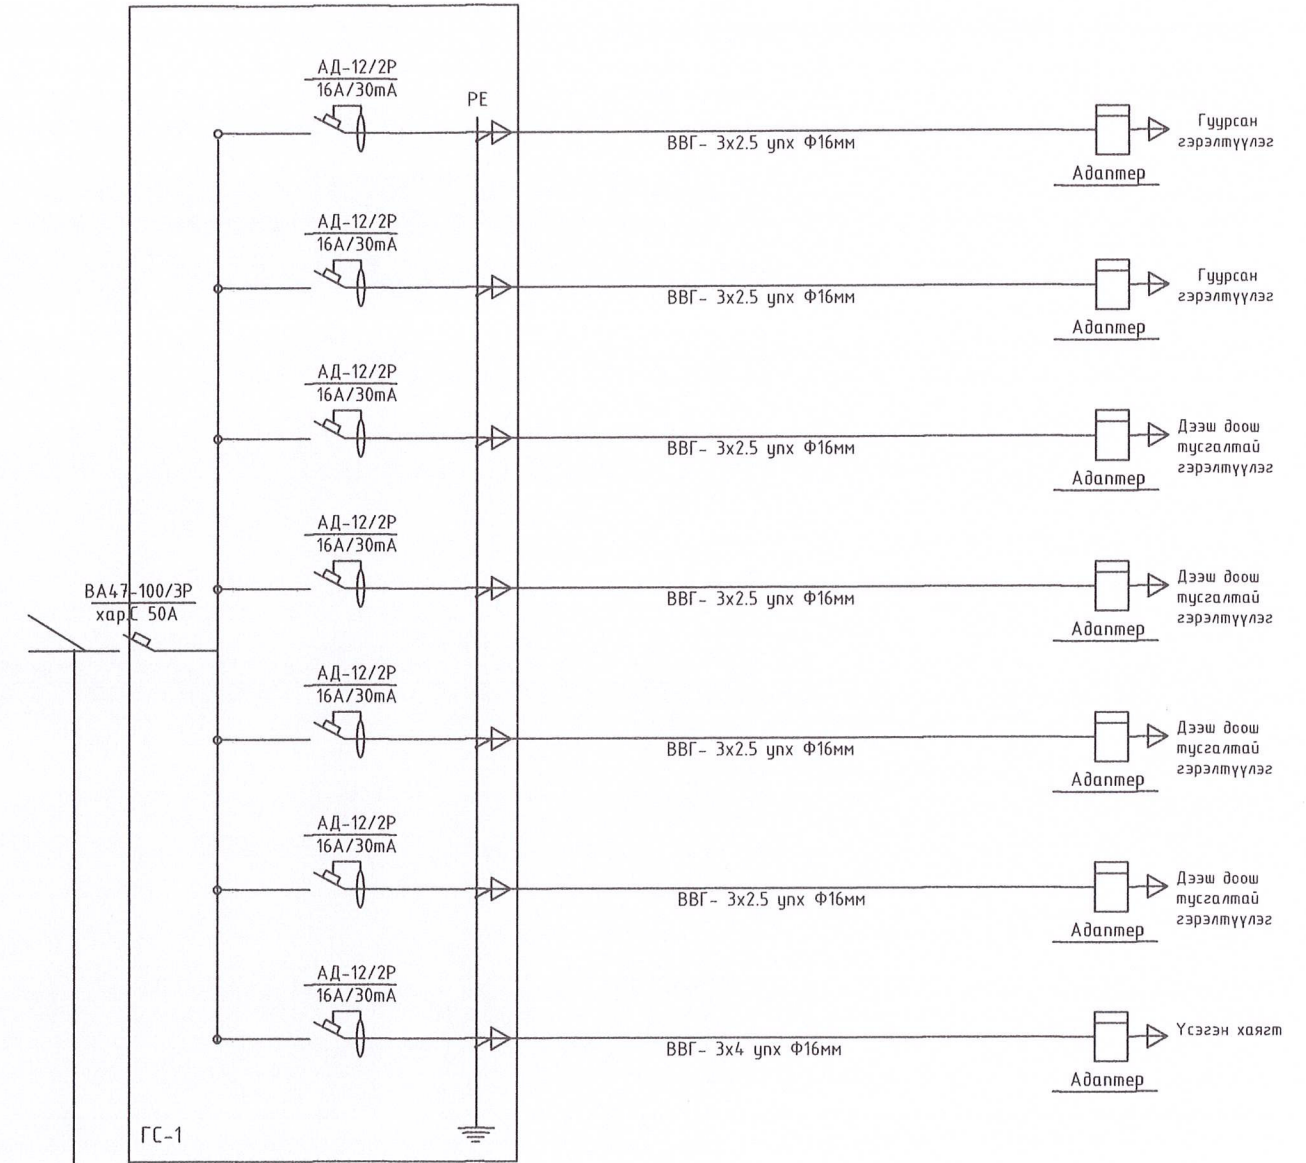 АД-12/2Р
16А/30mA
PE
ВВГ- 3х2.5 упх Ф16мм
Адаптер
Гуурсан
гэрэлтүүлэг
АД-12/2Р
16А/30mA
ВВГ- 3х2.5 упх Ф16мм
Адаптер
Гуурсан
гэрэлтүүлэг
АД-12/2Р
16А/30mA
ВВГ- 3х2.5 упх Ф16мм
Адаптер
Дээш доош
тусгалтай
гэрэлтүүлэг
АД-12/2Р
16А/30mA
ВВГ- 3х2.5 упх Ф16мм
Адаптер
Дээш доош
тусгалтай
гэрэлтүүлэг
ВА47-100/3Р
хар.С 50А
АД-12/2Р
16А/30mA
ВВГ- 3х2.5 упх Ф16мм
Адаптер
Дээш доош
тусгалтай
гэрэлтүүлэг
АД-12/2Р
16А/30mA
ВВГ- 3х2.5 упх Ф16мм
Адаптер
Дээш доош
тусгалтай
гэрэлтүүлэг
АД-12/2Р
16А/30mA
ВВГ- 3х4 упх Ф16мм
Адаптер
Үсэгэн хаягт
ГС-1